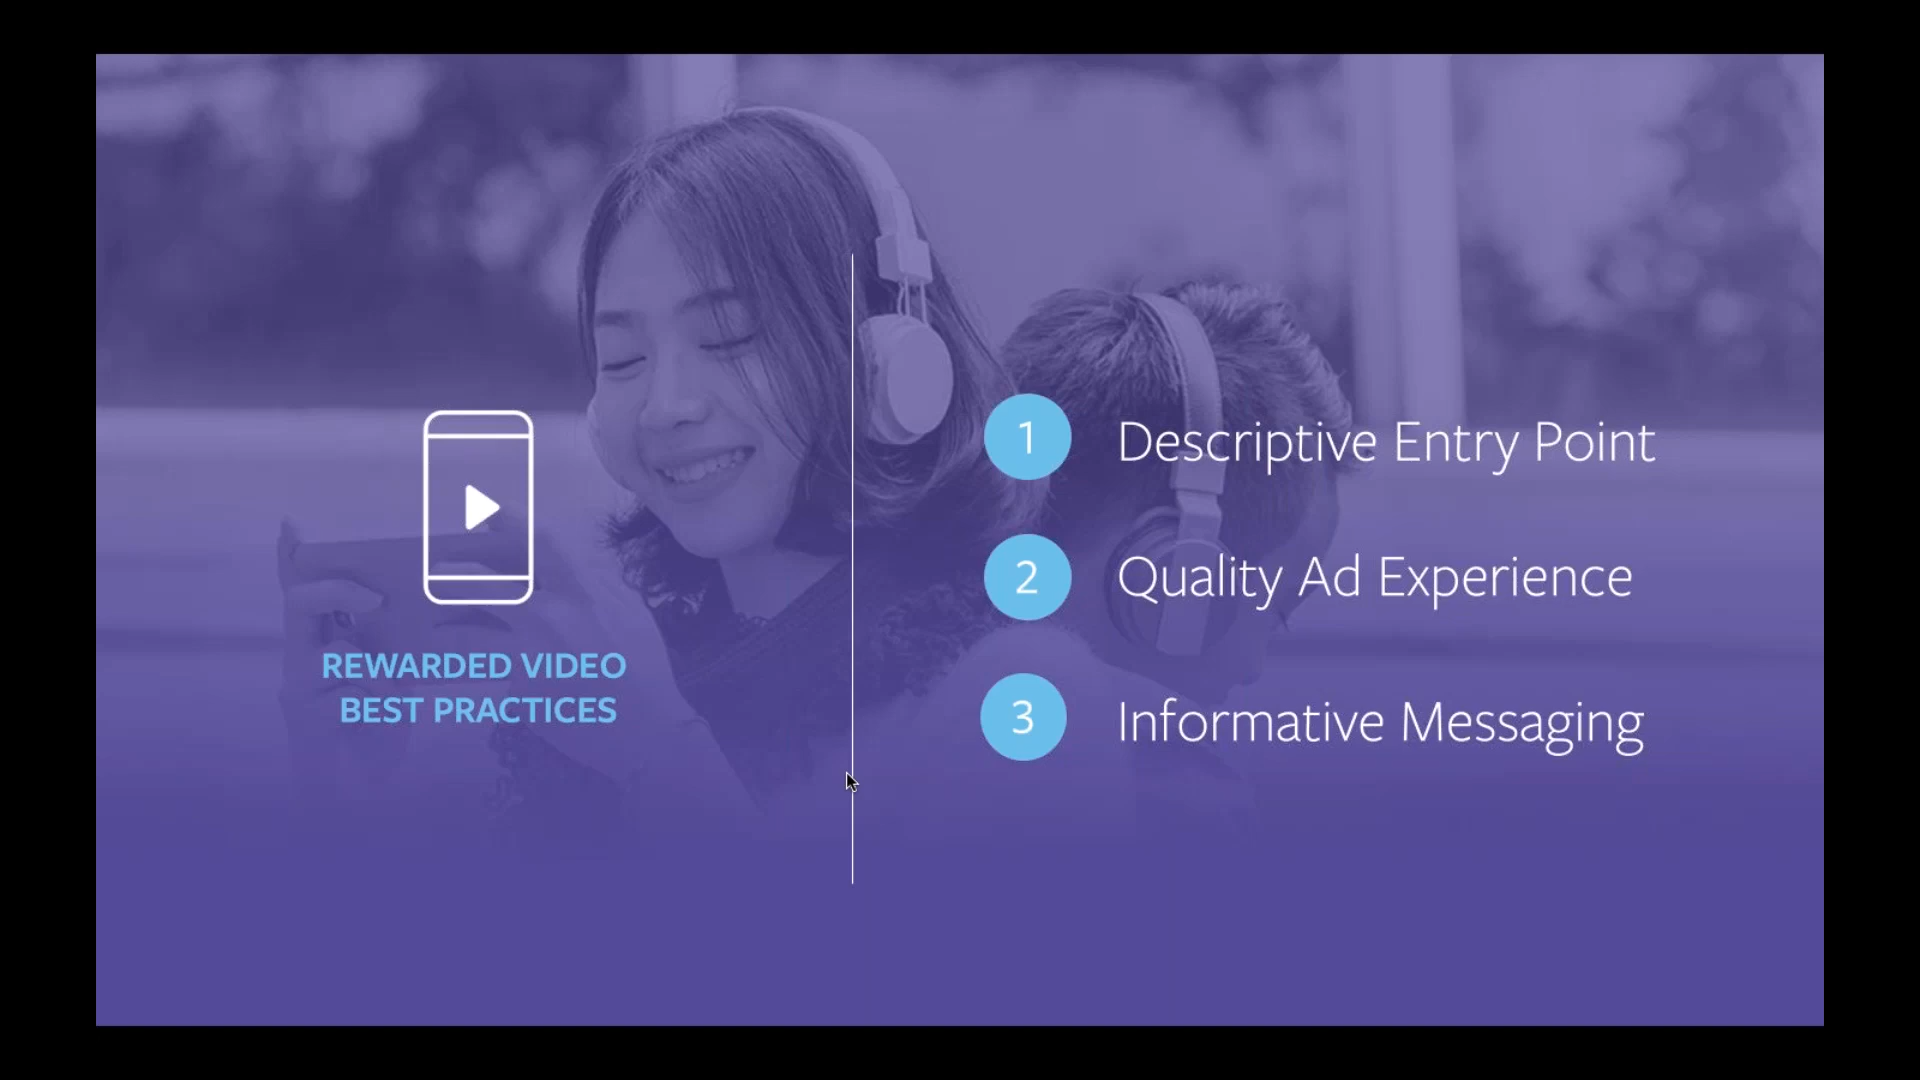 REWARDED VIDEO
BEST PRACTICES
1 Descriptive Entry Point
2 Quality Ad Experience
3 Informative Messaging